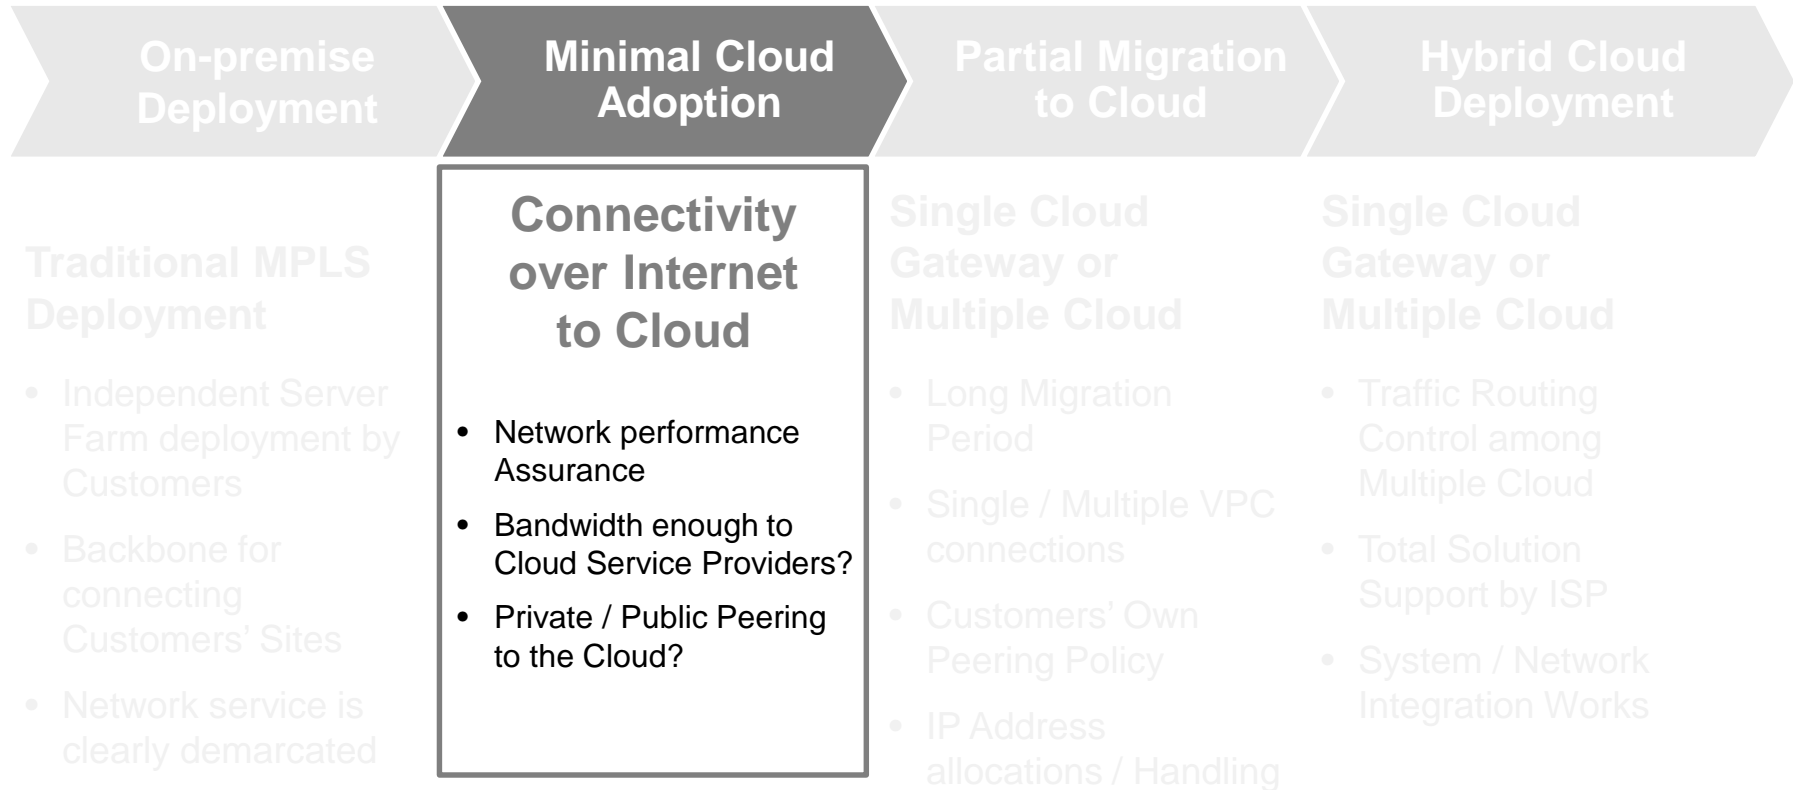 On-premise
Deployment
Minimal Cloud
Adoption
Partial Migration
to Cloud
Hybrid Cloud
Deployment
Traditional MPLS
Deployment
• Independent Server
Farm deployment by
Customers
• Backbone for
connecting
Customers’ Sites
• Network service is
clearly demarcated
Connectivity
over Internet
to Cloud
• Network performance
Assurance
• Bandwidth enough to
Cloud Service Providers?
• Private / Public Peering
to the Cloud?
Single Cloud
Gateway or
Multiple Cloud
• Long Migration
Period
• Single / Multiple VPC
connections
• Customers’ Own
Peering Policy
• IP Address
allocations / Handling
Single Cloud
Gateway or
Multiple Cloud
• Traffic Routing
Control among
Multiple Cloud
• Total Solution
Support by ISP
• System / Network
Integration Works